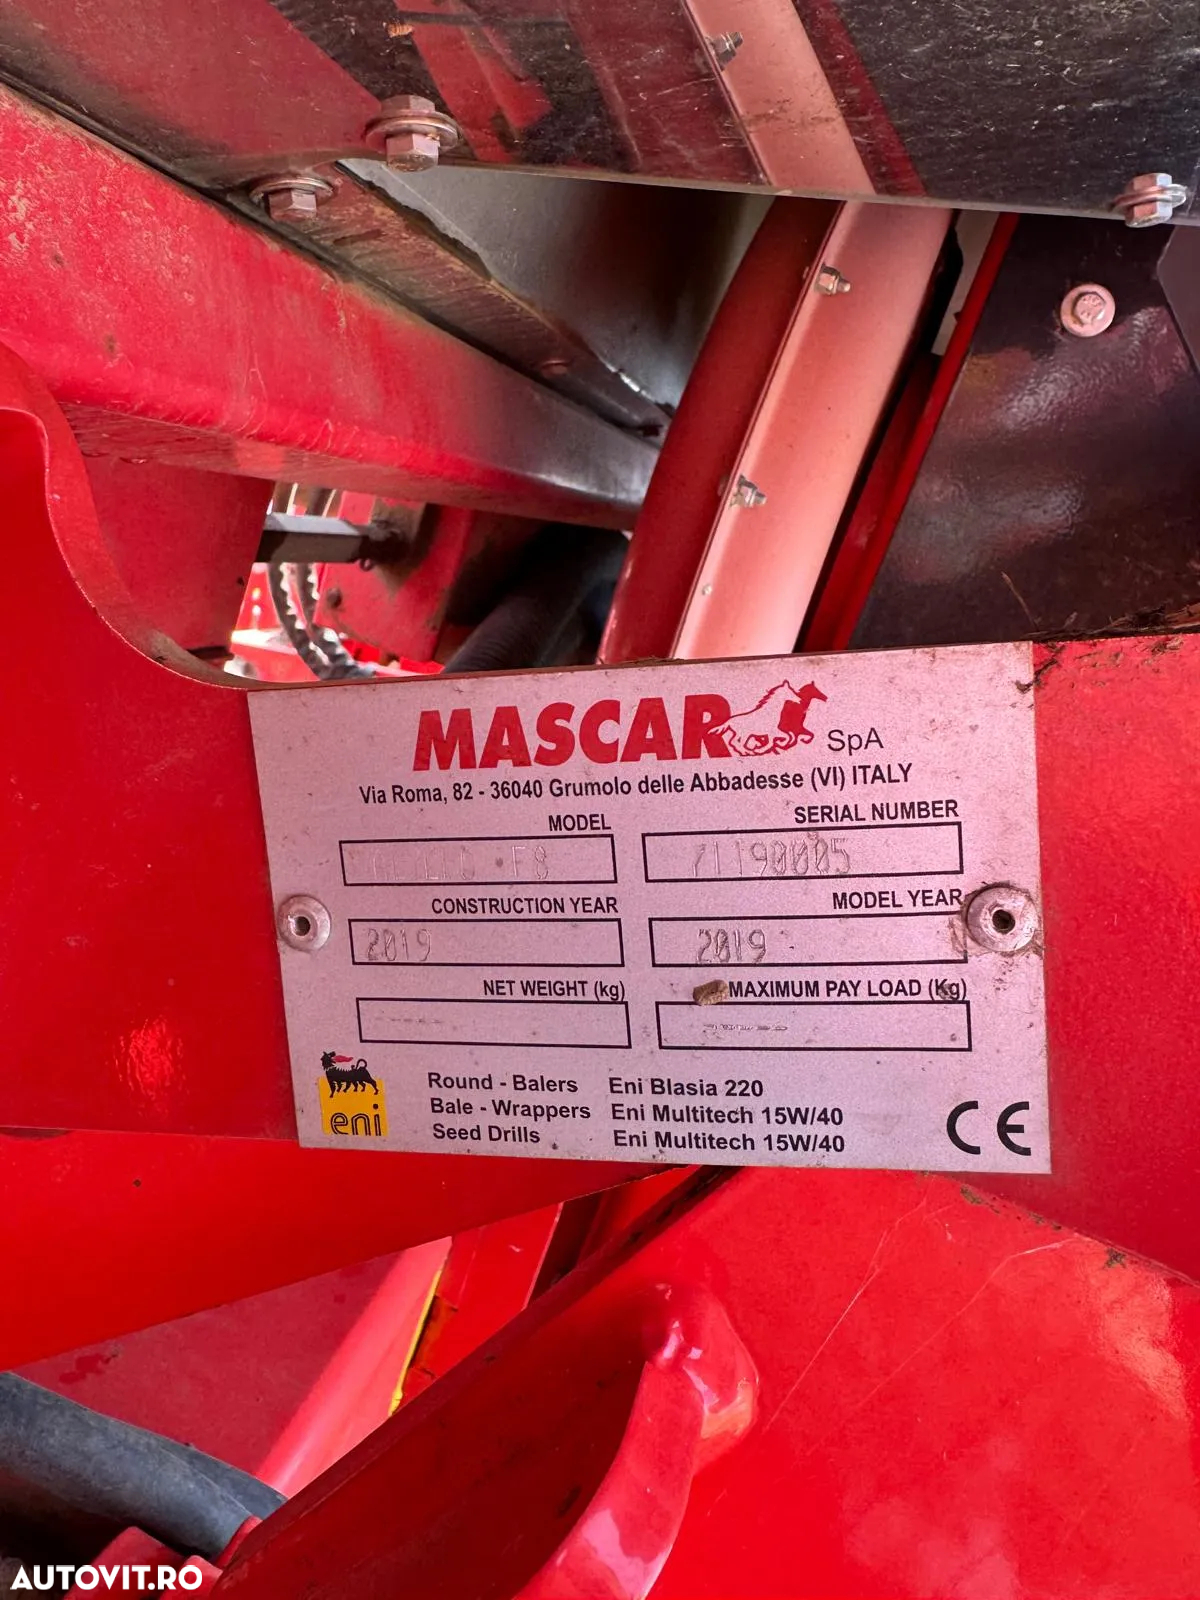 MASCAR SpA
Via Roma, 82 - 36040 Grumolo delle Abbadesse (VI) ITALY
MODEL
F8
SERIAL NUMBER
71190005
CONSTRUCTION YEAR
2019
MODEL YEAR
2019
NET WEIGHT (kg)
----
MAXIMUM PAY LOAD (Kg)
eni
Round - Balers Eni Blasia 220
Bale - Wrappers Eni Multitech 15W/40
Seed Drills Eni Multitech 15W/40
CE
AUTOVIT.RO